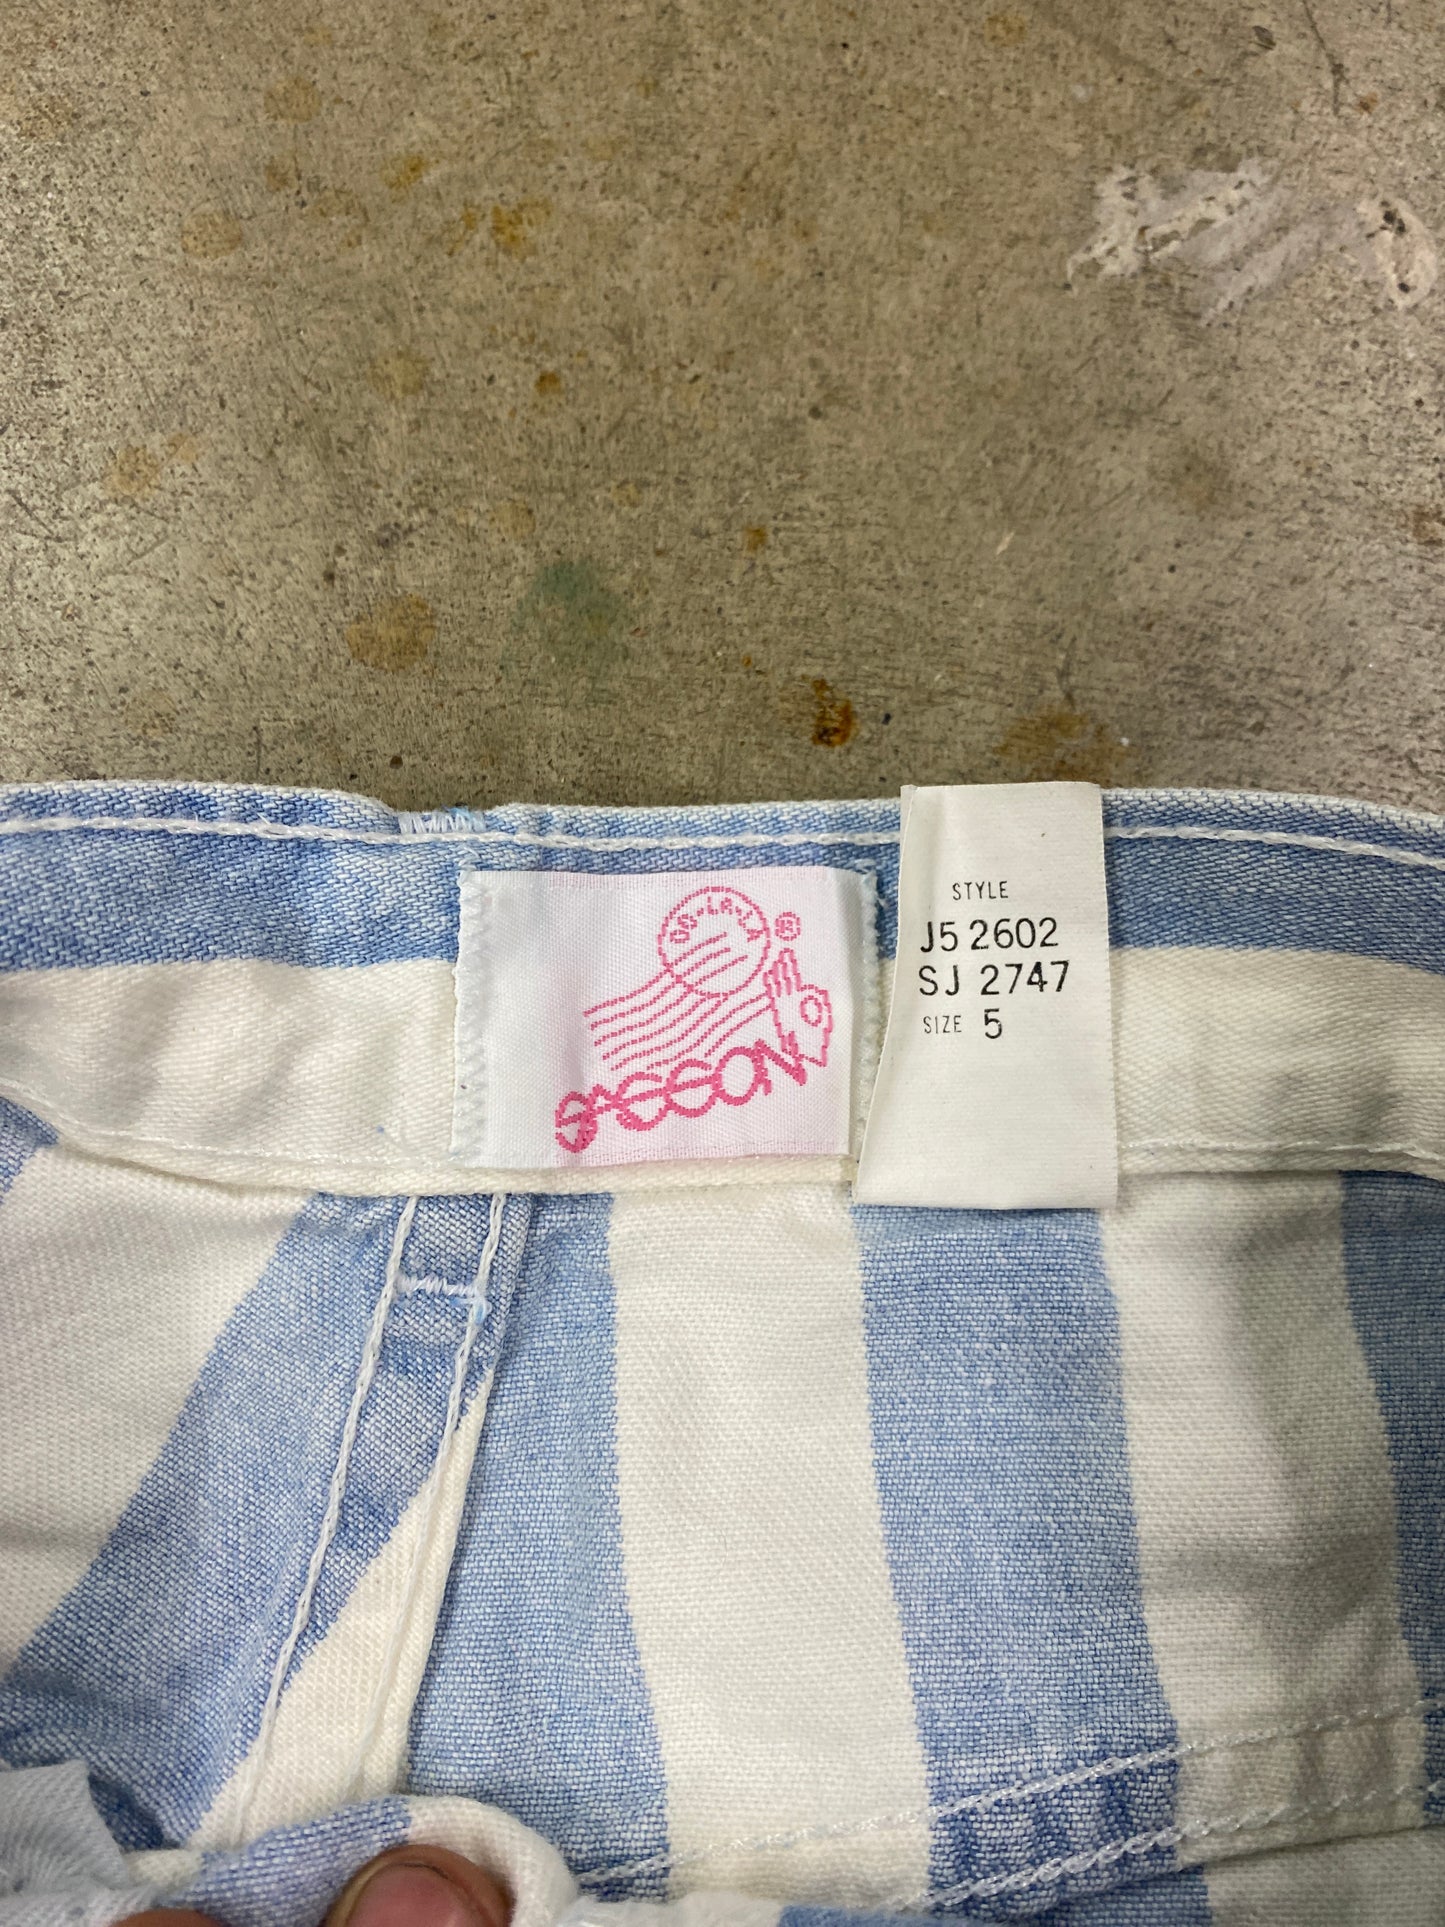 OO-LA-LA
®
SASSON
STYLE
J5 2602
SJ 2747
SIZE 5